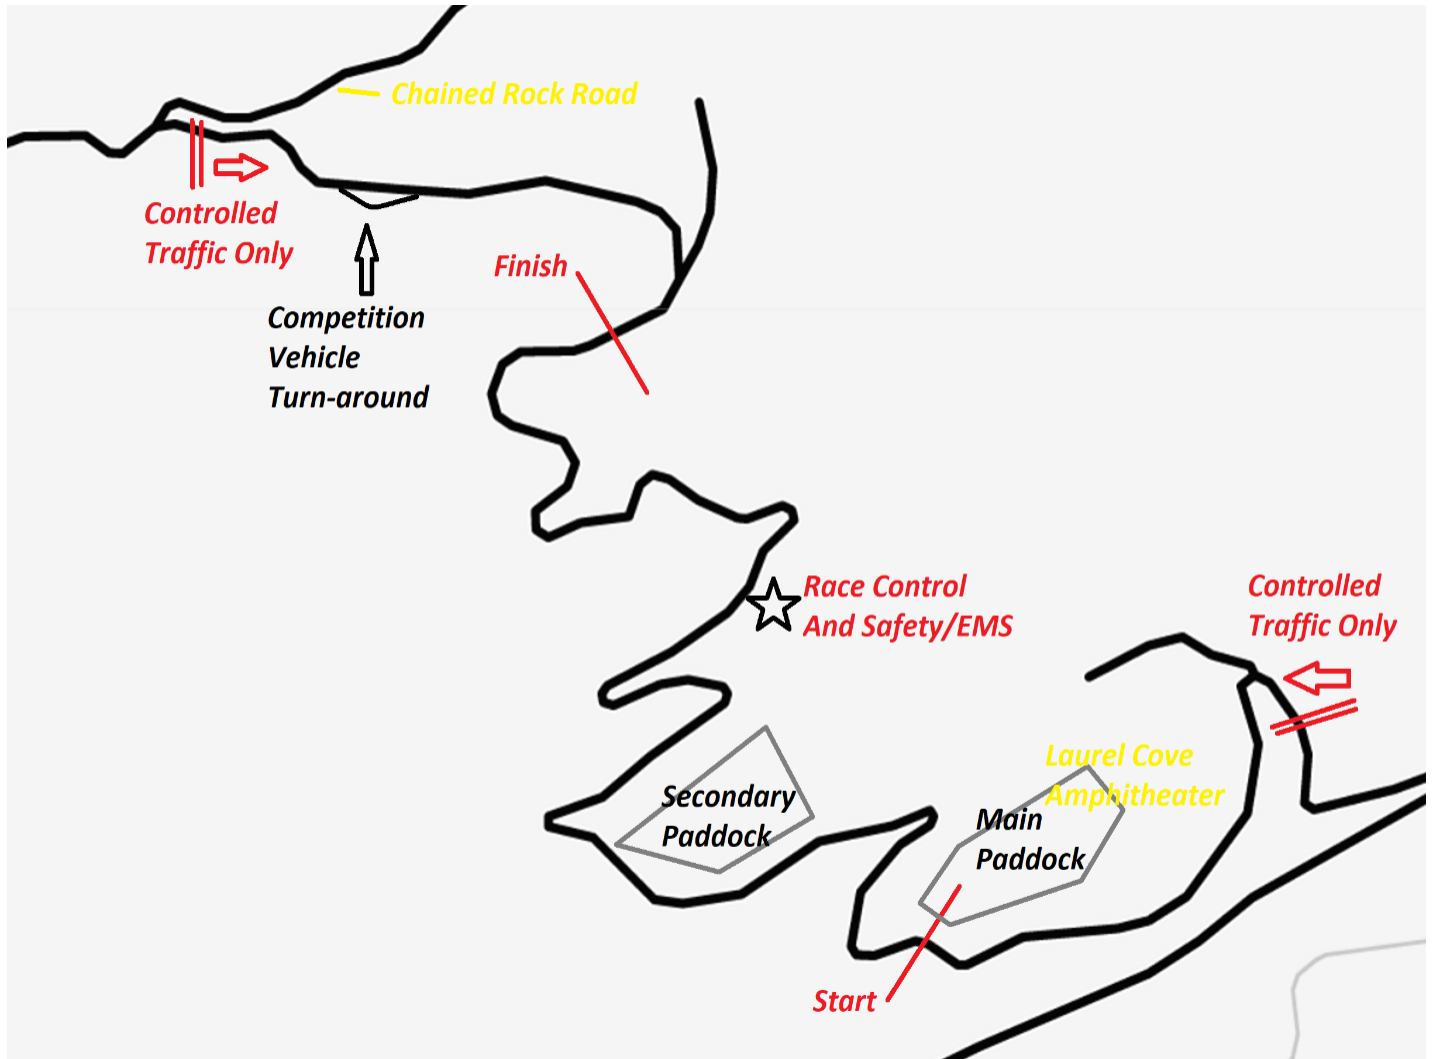 Chained Rock Road
Controlled
Traffic Only
Finish
Competition
Vehicle
Turn-around
Race Control
And Safety/EMS
Controlled
Traffic Only
Laurel Cove
Amphitheater
Secondary
Paddock
Main
Paddock
Start